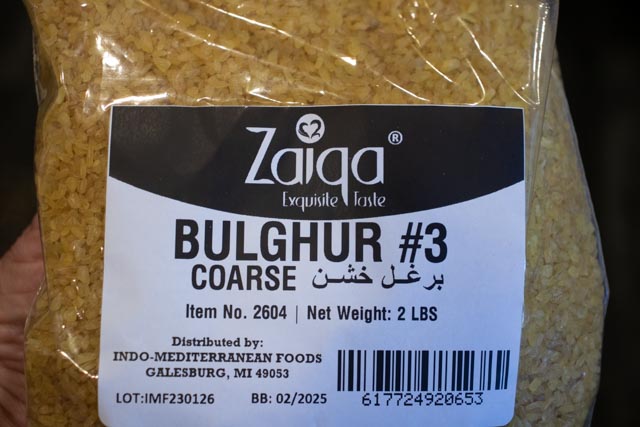 Zaiqa®
Exquisite Taste
BULGHUR #3
COARSE برغل خشن
Item No. 2604 | Net Weight: 2 LBS
Distributed by:
INDO-MEDITERRANEAN FOODS
GALESBURG, MI 49053
LOT:IMF230126 BB: 02/2025
617724920653